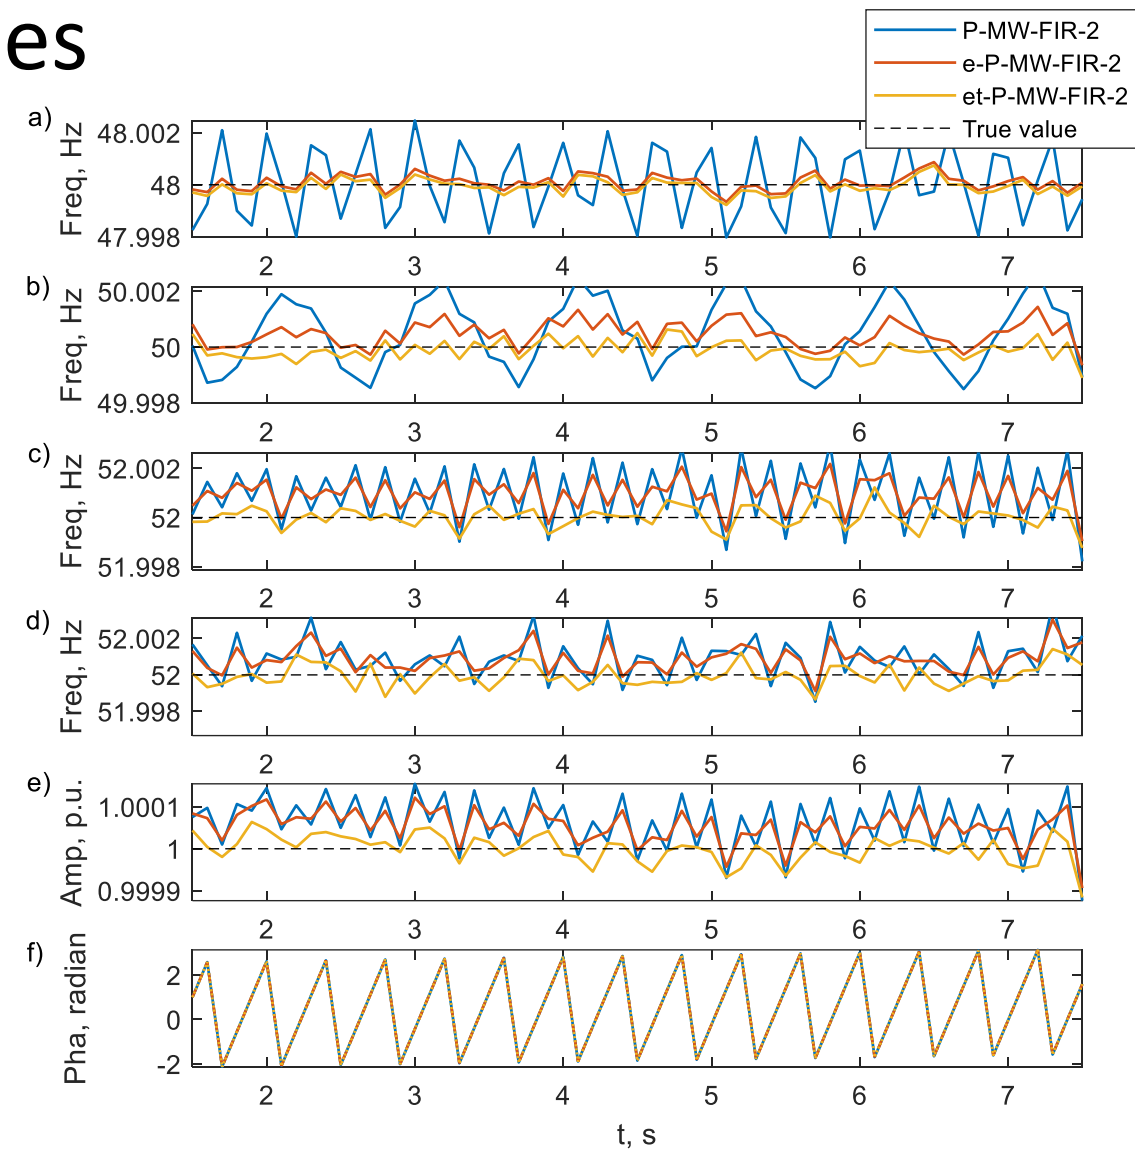 es
P-MW-FIR-2
e-P-MW-FIR-2
et-P-MW-FIR-2
True value
a)
Freq, Hz
48.002
48
47.998
2 3 4 5 6 7
b)
Freq, Hz
50.002
50
49.998
2 3 4 5 6 7
c)
Freq, Hz
52.002
52
51.998
2 3 4 5 6 7
d)
Freq, Hz
52.002
52
51.998
2 3 4 5 6 7
e)
Amp, p.u.
1.0001
1
0.99999
2 3 4 5 6 7
f)
Pha, radian
2
0
-2
2 3 4 5 6 7
t, s